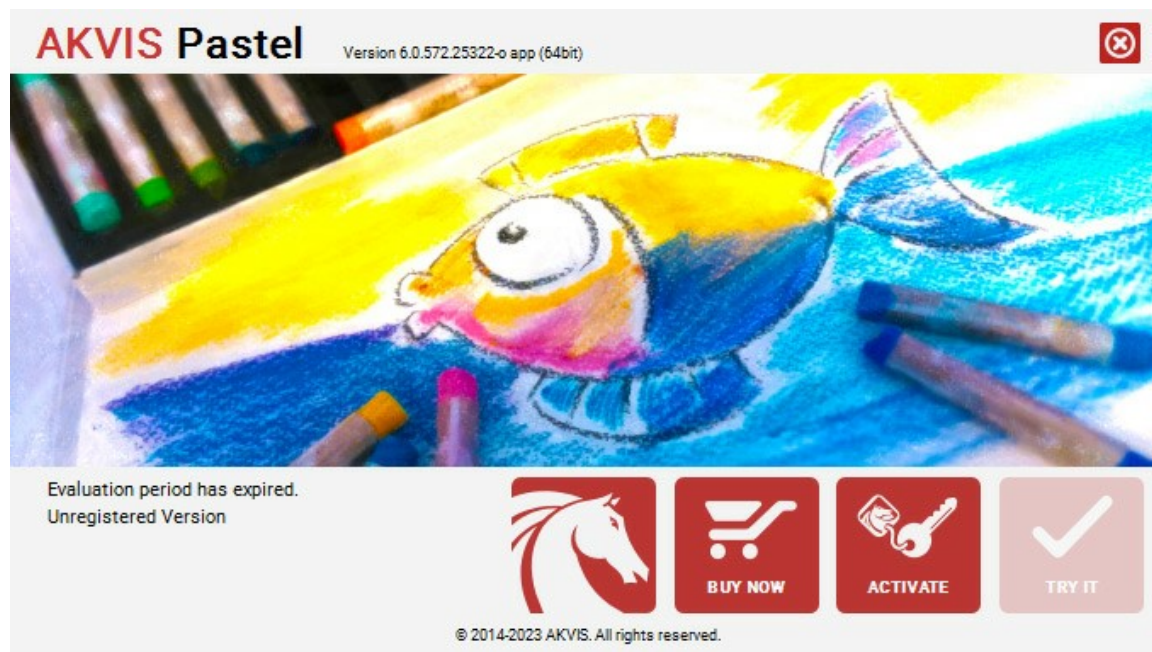 AKVIS Pastel Version 6.0.572.25322-o app (64bit)
Evaluation period has expired.
Unregistered Version
BUY NOW ACTIVATE TRY IT
© 2014-2023 AKVIS. All rights reserved.